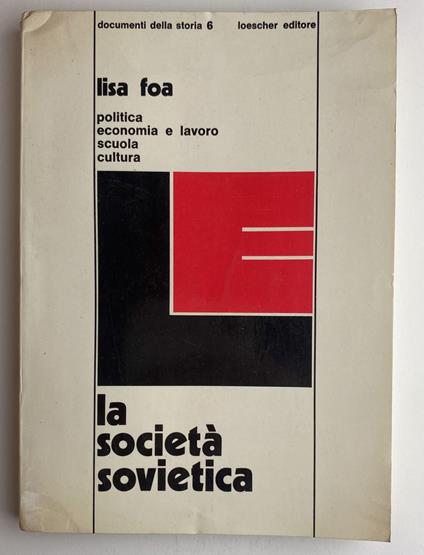 documenti della storia 6 loescher editore
lisa foa
politica
economia e lavoro
scuola
cultura
la
società
sovietica